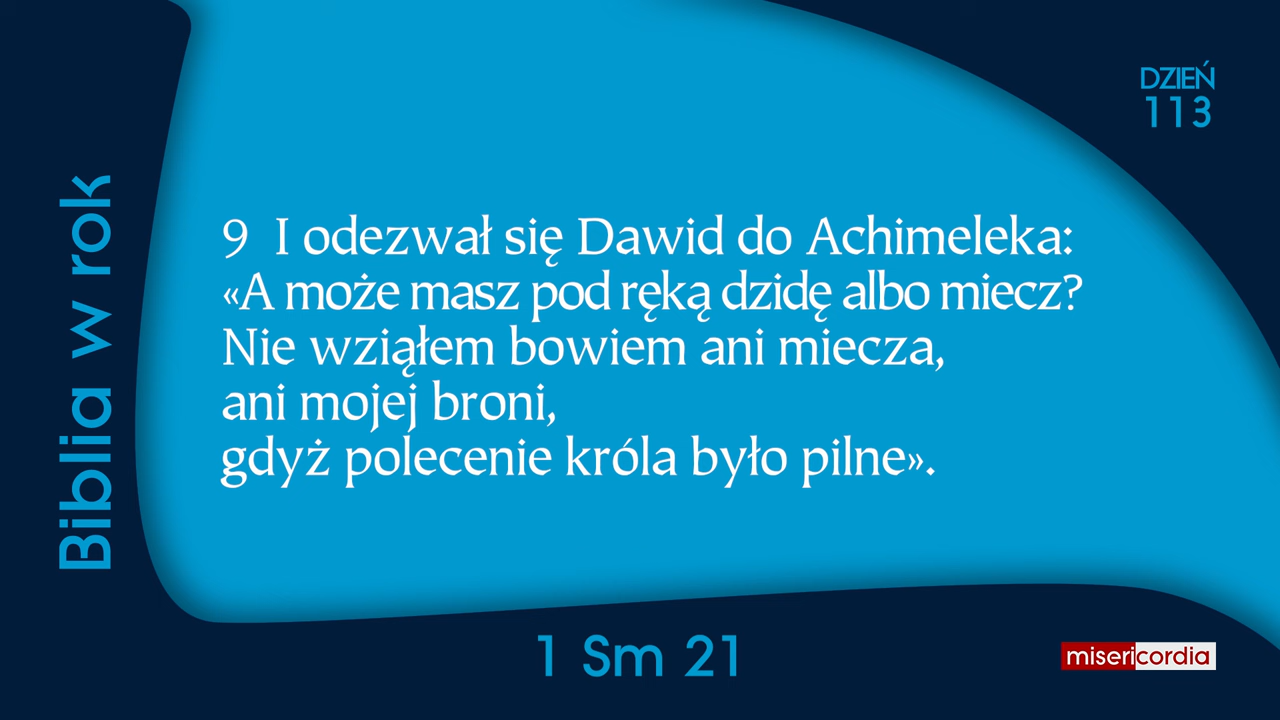 DZIEŃ
113
Biblia w rok
9 I odezwał się Dawid do Achimeleka:
«A może masz pod ręką dzidę albo miecz?
Nie wziąłem bowiem ani miecza,
ani mojej broni,
gdyż polecenie króla było pilne».
1 Sm 21
misericordia